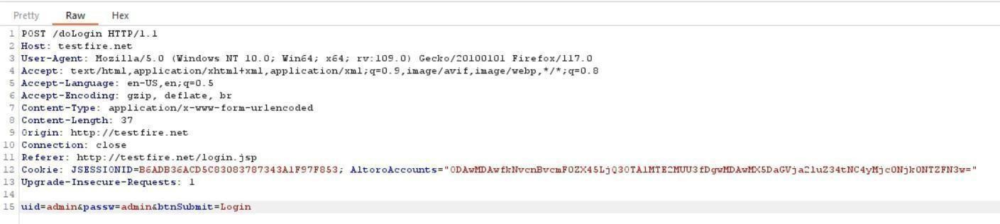 Pretty Raw Hex
1 POST /doLogin HTTP/1.1
2 Host: testfire.net
3 User-Agent: Mozilla/5.0 (Windows NT 10.0; Win64; x64; rv:109.0) Gecko/20100101 Firefox/117.0
4 Accept: text/html,application/xhtml+xml,application/xml;q=0.9,image/avif,image/webp,*/*;q=0.8
5 Accept-Language: en-US,en;q=0.5
6 Accept-Encoding: gzip, deflate, br
7 Content-Type: application/x-www-form-urlencoded
8 Content-Length: 37
9 Origin: http://testfire.net
10 Connection: close
11 Referer: http://testfire.net/login.jsp
12 Cookie: JSESSIONID=B6ADB36ACD5C83083787343A1F97F853; AltoroAccounts="ODAwMDAwfkNvcnBvcmF0ZX45LjQ3OTA1MTE2MUU3fDgwMDAwMX5DaGVja2luZ34tNC4yMjc0Njk0NTZFN3w="
13 Upgrade-Insecure-Requests: 1
14
15 uid=admin&passw=admin&btnSubmit=Login